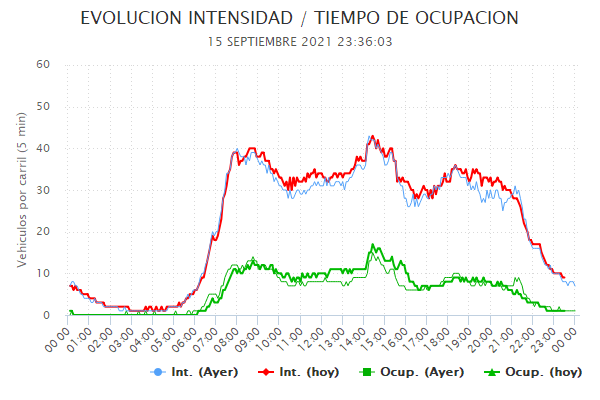 EVOLUCION INTENSIDAD / TIEMPO DE OCUPACION
15 SEPTIEMBRE 2021 23:36:03
Vehiculos por carril (5 min)
60
50
40
30
20
10
0
00:00 01:00 02:00 03:00 04:00 05:00 06:00 07:00 08:00 09:00 10:00 11:00 12:00 13:00 14:00 15:00 16:00 17:00 18:00 19:00 20:00 21:00 22:00 23:00 00:00
Int. (Ayer) Int. (hoy) Ocup. (Ayer) Ocup. (hoy)